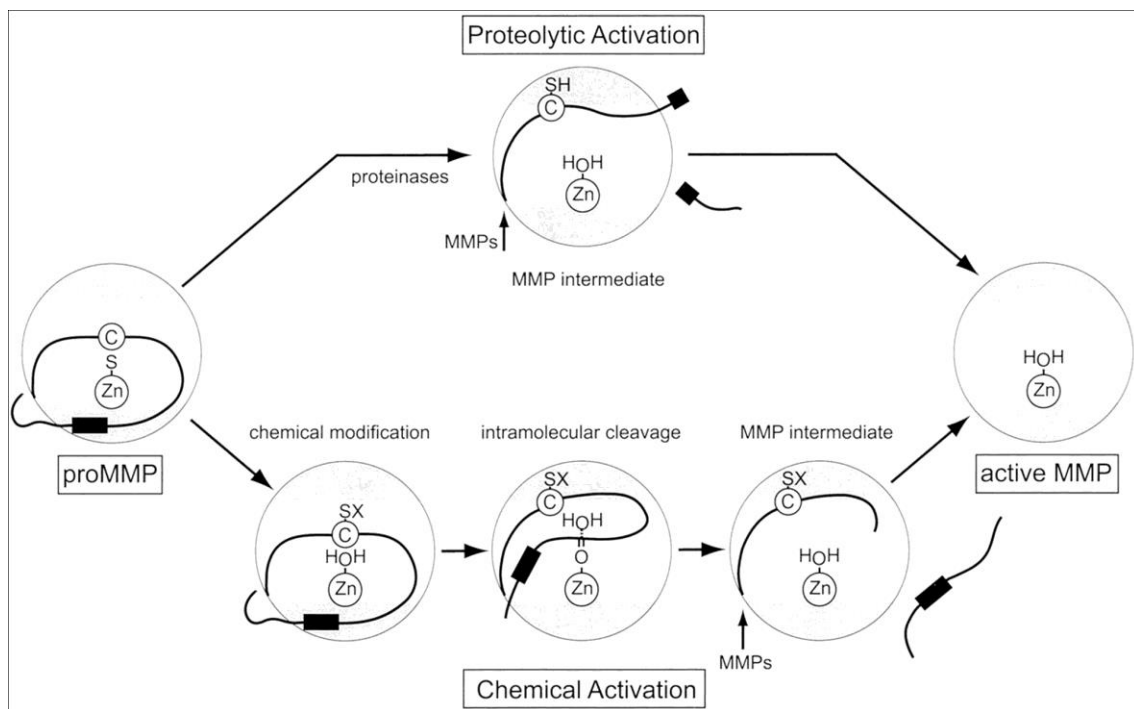 Proteolytic Activation
SH
C
HOH
Zn
proteinases
MMPs
MMP intermediate
C
S
Zn
proMMP
HOH
Zn
active MMP
chemical modification
intramolecular cleavage
MMP intermediate
SX
C
HOH
Zn
SX
C
HOH
O
Zn
SX
C
HOH
Zn
MMPs
Chemical Activation